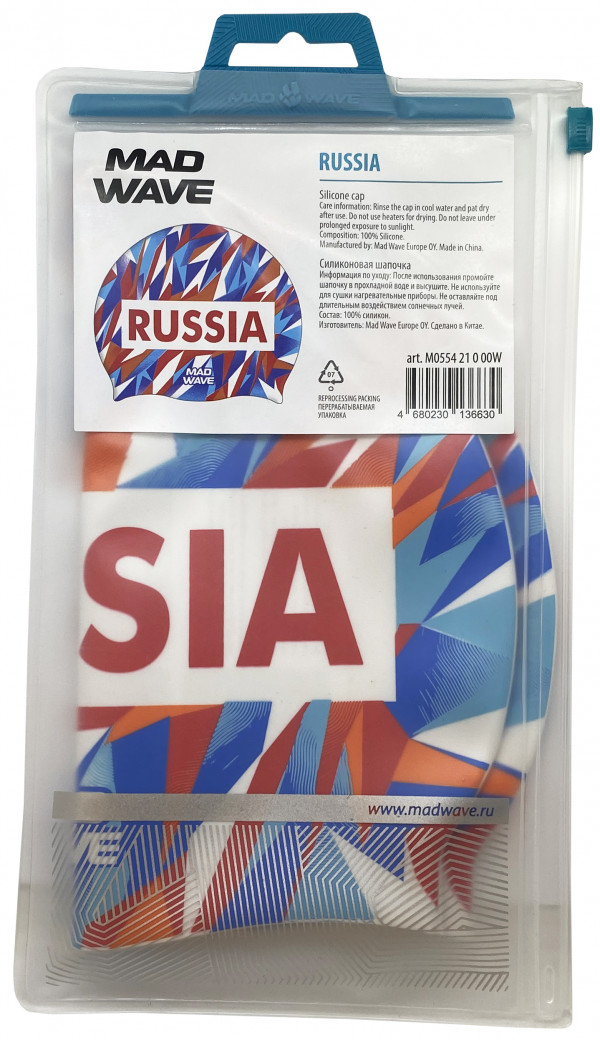 MAD WAVE
MAD
WAVE
RUSSIA
MAD
WAVE
RUSSIA
Silicone cap
Care information: Rinse the cap in cool water and pat dry
after use. Do not use heaters for drying. Do not leave under
prolonged exposure to sunlight.
Composition: 100% Silicone.
Manufactured by: Mad Wave Europe OY. Made in China.
Силиконовая шапочка
Информация по уходу: После использования промойте
шапочку в прохладной воде и высушите. Не используйте
для сушки нагревательные приборы. Не оставляйте под
длительным воздействием солнечных лучей.
Состав: 100% силикон.
Изготовитель: Mad Wave Europe OY. Сделано в Китае.
07
REPROCESSING PACKING
ПЕРЕРАБАТЫВАЕМАЯ
УПАКОВКА
art. M0554 21 0 00W
4 680230 136630
SIA
www.madwave.ru
VE